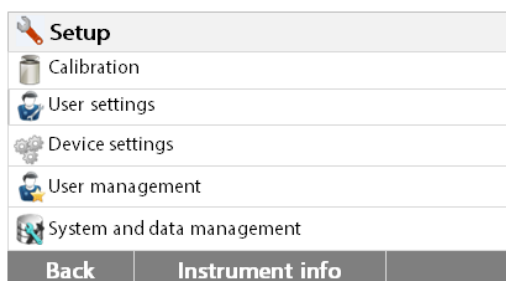 Setup
Calibration
User settings
Device settings
User management
System and data management
Back Instrument info